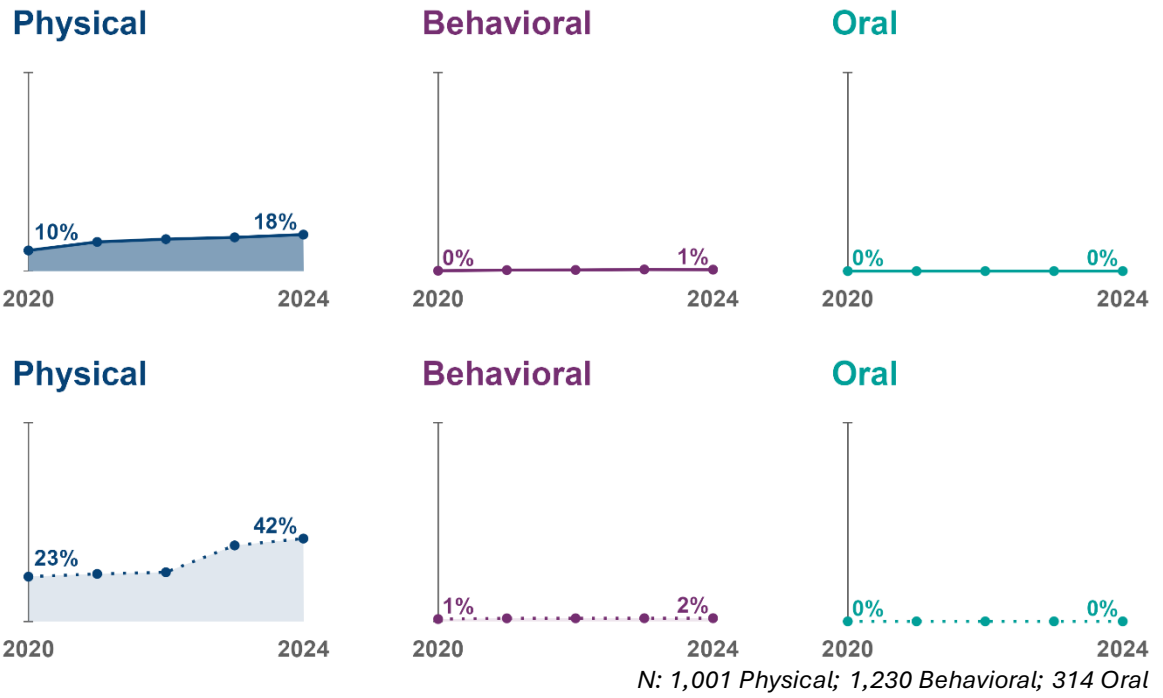 Physical Behavioral Oral
10% 18% 0% 1% 0% 0%
2020 2024 2020 2024 2020 2024
Physical Behavioral Oral
23% 42% 1% 2% 0% 0%
2020 2024 2020 2024 2020 2024
N: 1,001 Physical; 1,230 Behavioral; 314 Oral